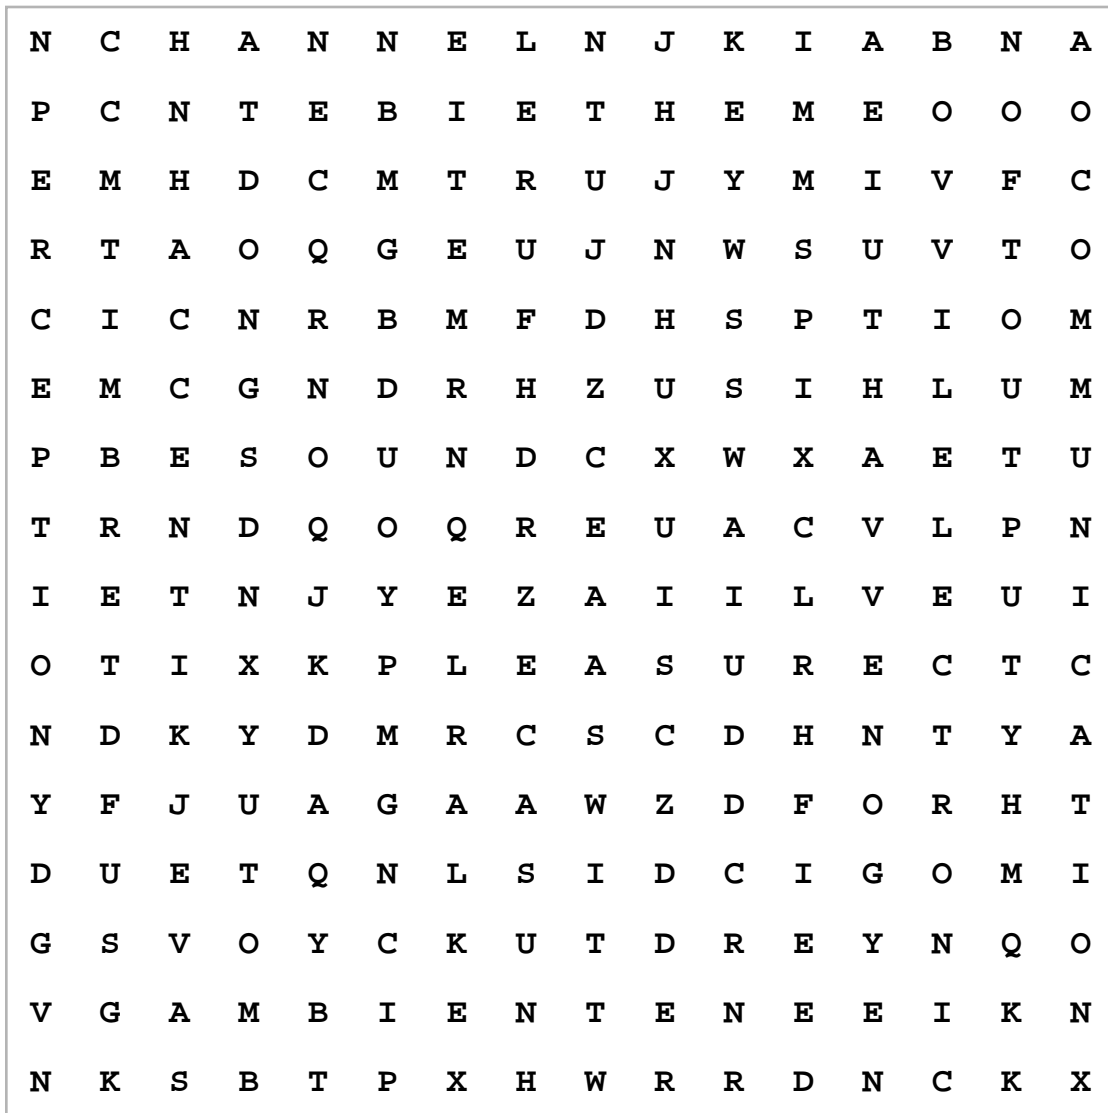 N C H A N N E L N J K I A B N A
P C N T E B I E T H E M E O O O
E M H D C M T R U J Y M I V F C
R T A O Q G E U J N W S U V T O
C I C N R B M F D H S P T I O M
E M C G N D R H Z U S I H L U M
P B E S O U N D C X W X A E T U
T R N D Q O Q R E U A C V L P N
I E T N J Y E Z A I I L V E U I
O T I X K P L E A S U R E C T C
N D K Y D M R C S C D H N T Y A
Y F J U A G A A W Z D F O R H T
D U E T Q N L S I D C I G O M I
G S V O Y C K U T D R E Y N Q O
V G A M B I E N T E N E E I K N
N K S B T P X H W R R D N C K X